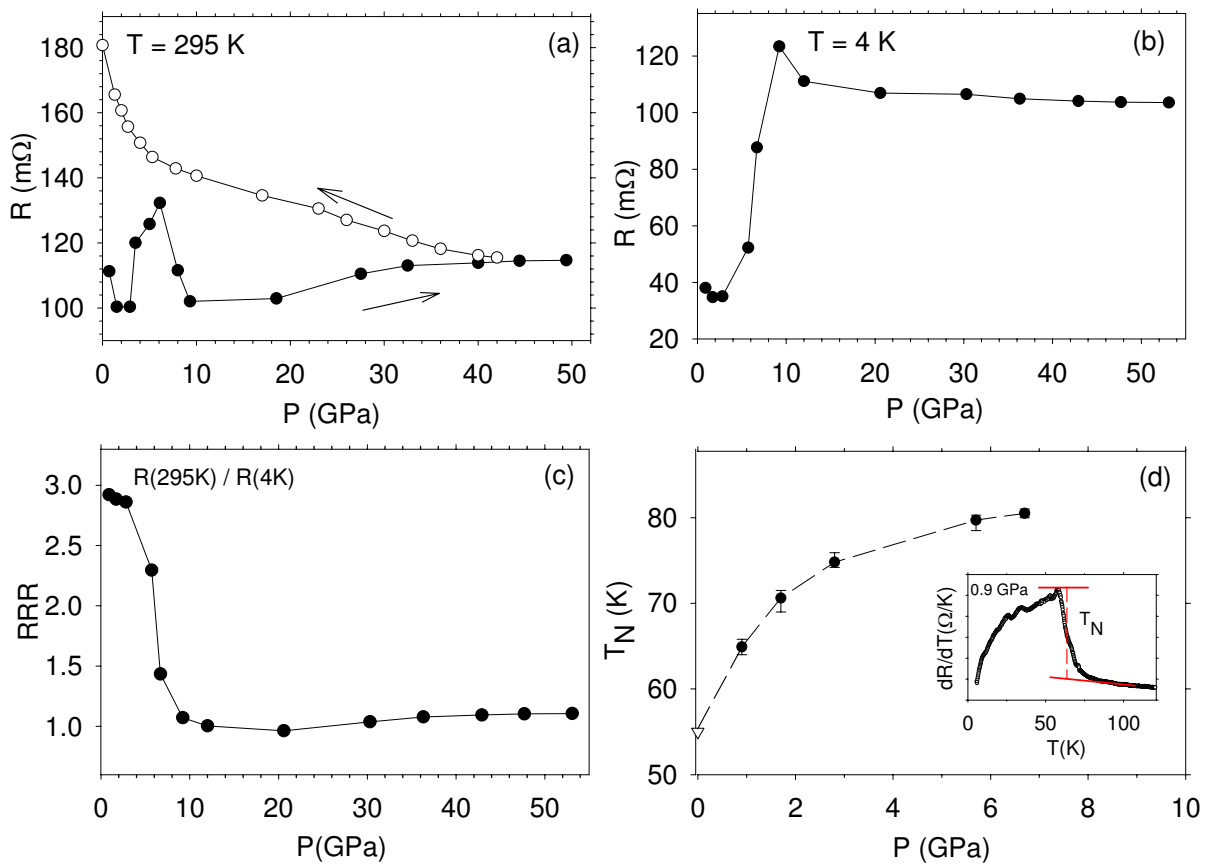 T = 295 K
(a)
180
160
140
120
100
R (mΩ)
0 10 20 30 40 50
P (GPa)
T = 4 K
(b)
120
100
80
60
40
20
R (mΩ)
0 10 20 30 40 50
P (GPa)
R(295K) / R(4K)
(c)
3.0
2.5
2.0
1.5
1.0
RRR
0 10 20 30 40 50
P(GPa)
(d)
80
70
60
50
T_N (K)
0 2 4 6 8 10
P (GPa)
0.9 GPa
T_N
dR/dT(Ω/K)
0 50 100
T(K)